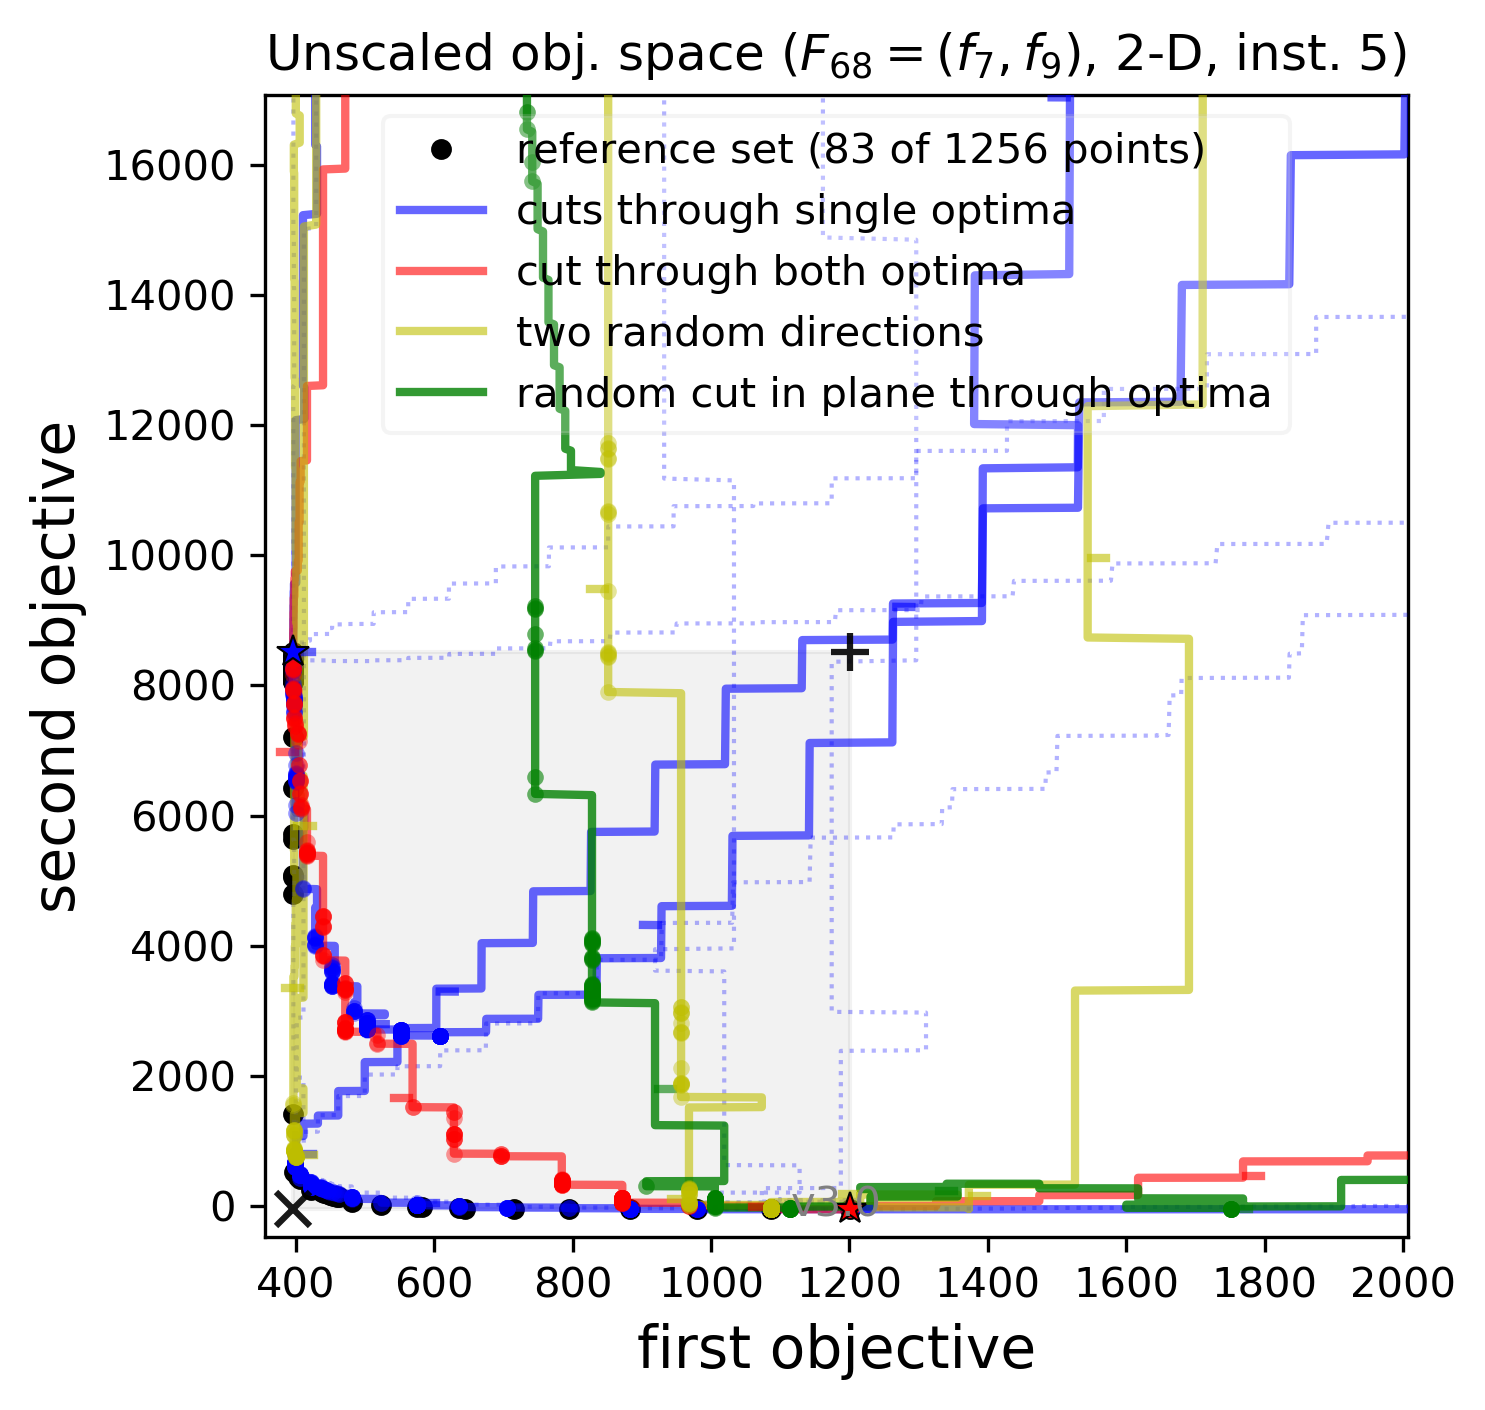 Unscaled obj. space (F68 = (f7, f9), 2-D, inst. 5)
reference set (83 of 1256 points)
cuts through single optima
cut through both optima
two random directions
random cut in plane through optima
16000
14000
12000
10000
8000
6000
4000
2000
0
second objective
400 600 800 1000 1200 1400 1600 1800 2000
first objective